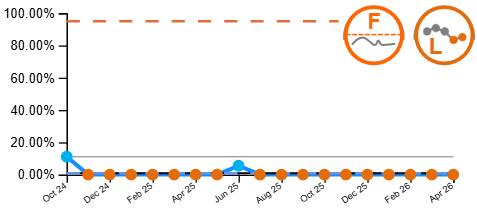 100.00%
80.00%
60.00%
40.00%
20.00%
0.00%
F
L
Oct 24
Dec 24
Feb 25
Apr 25
Jun 25
Aug 25
Oct 25
Dec 25
Feb 26
Apr 26